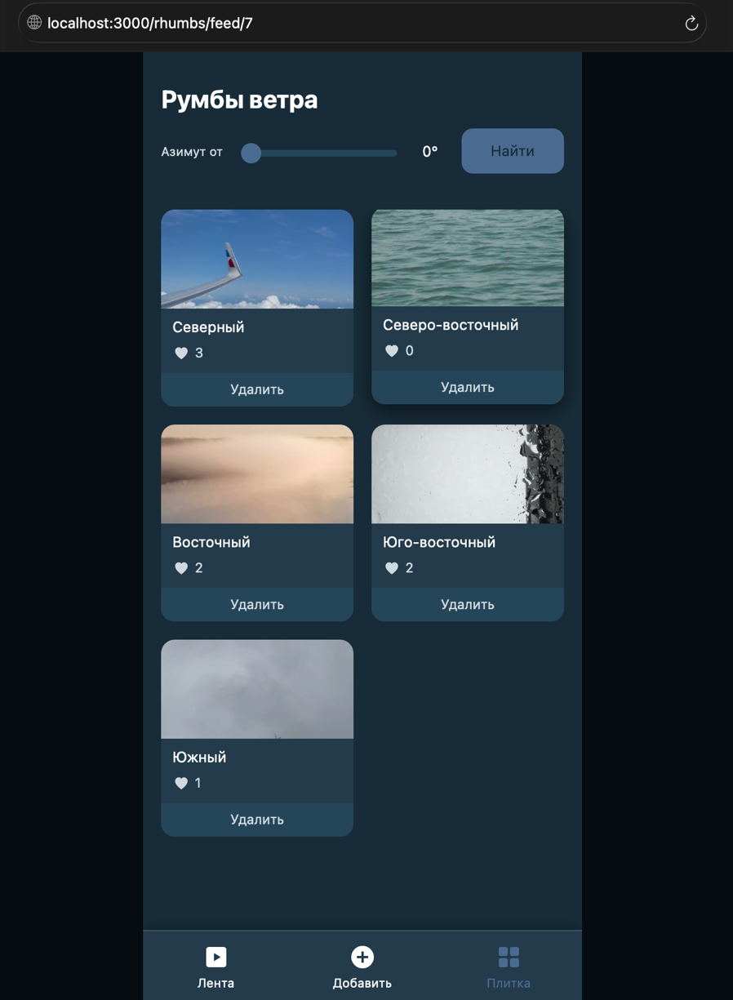 localhost:3000/rhumbs/feed/7
Румбы ветра
Азимут от 0° Найти
Северный
3
Удалить
Северо-восточный
0
Удалить
Восточный
2
Удалить
Юго-восточный
2
Удалить
Южный
1
Удалить
Лента Добавить Плитка